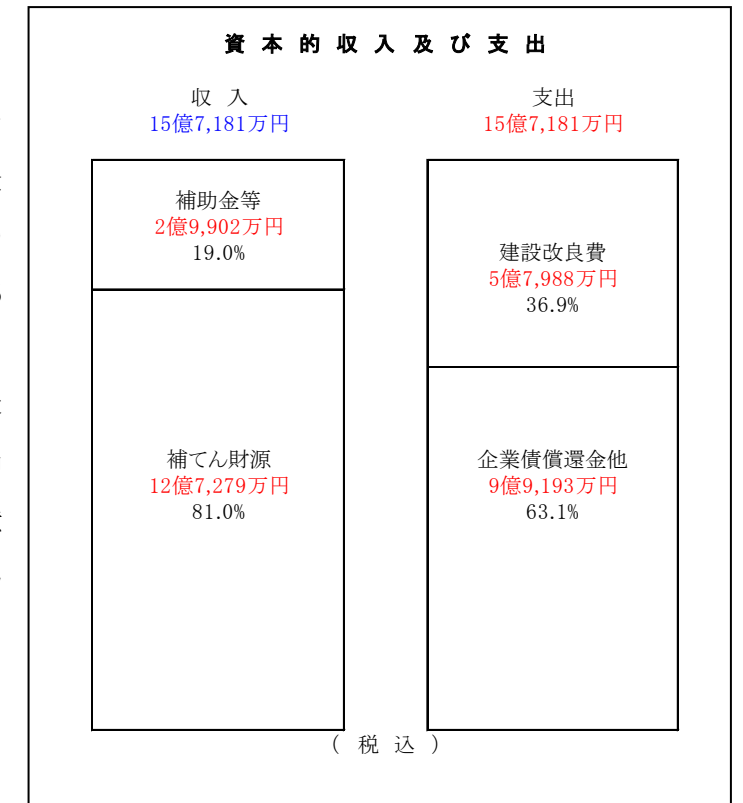 資本的収入及び支出
収入
15億7,181万円
補助金等
2億9,902万円
19.0%
補てん財源
12億7,279万円
81.0%
支出
15億7,181万円
建設改良費
5億7,988万円
36.9%
企業債償還金他
9億9,193万円
63.1%
(税込)